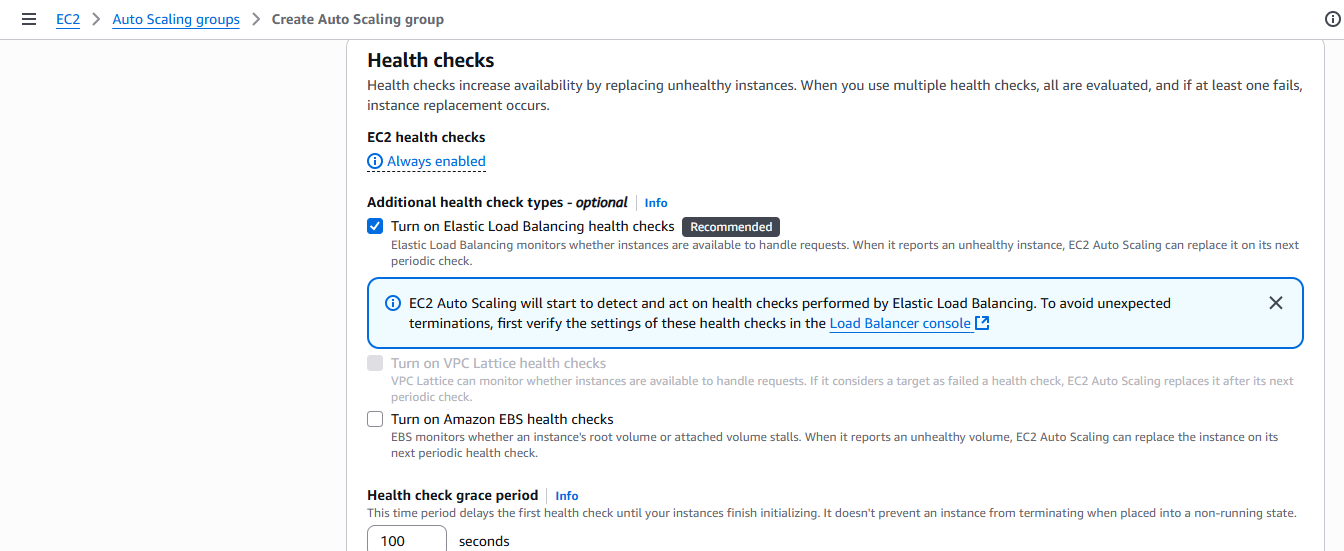 EC2 > Auto Scaling groups > Create Auto Scaling group
Health checks
Health checks increase availability by replacing unhealthy instances. When you use multiple health checks, all are evaluated, and if at least one fails,
instance replacement occurs.
EC2 health checks
Always enabled
Additional health check types - optional | Info
Turn on Elastic Load Balancing health checks Recommended
Elastic Load Balancing monitors whether instances are available to handle requests. When it reports an unhealthy instance, EC2 Auto Scaling can replace it on its next
periodic check.
EC2 Auto Scaling will start to detect and act on health checks performed by Elastic Load Balancing. To avoid unexpected
terminations, first verify the settings of these health checks in the Load Balancer console
Turn on VPC Lattice health checks
VPC Lattice can monitor whether instances are available to handle requests. If it considers a target as failed a health check, EC2 Auto Scaling replaces it after its next
periodic check.
Turn on Amazon EBS health checks
EBS monitors whether an instance's root volume or attached volume stalls. When it reports an unhealthy volume, EC2 Auto Scaling can replace the instance on its
next periodic health check.
Health check grace period | Info
This time period delays the first health check until your instances finish initializing. It doesn't prevent an instance from terminating when placed into a non-running state.
100 seconds